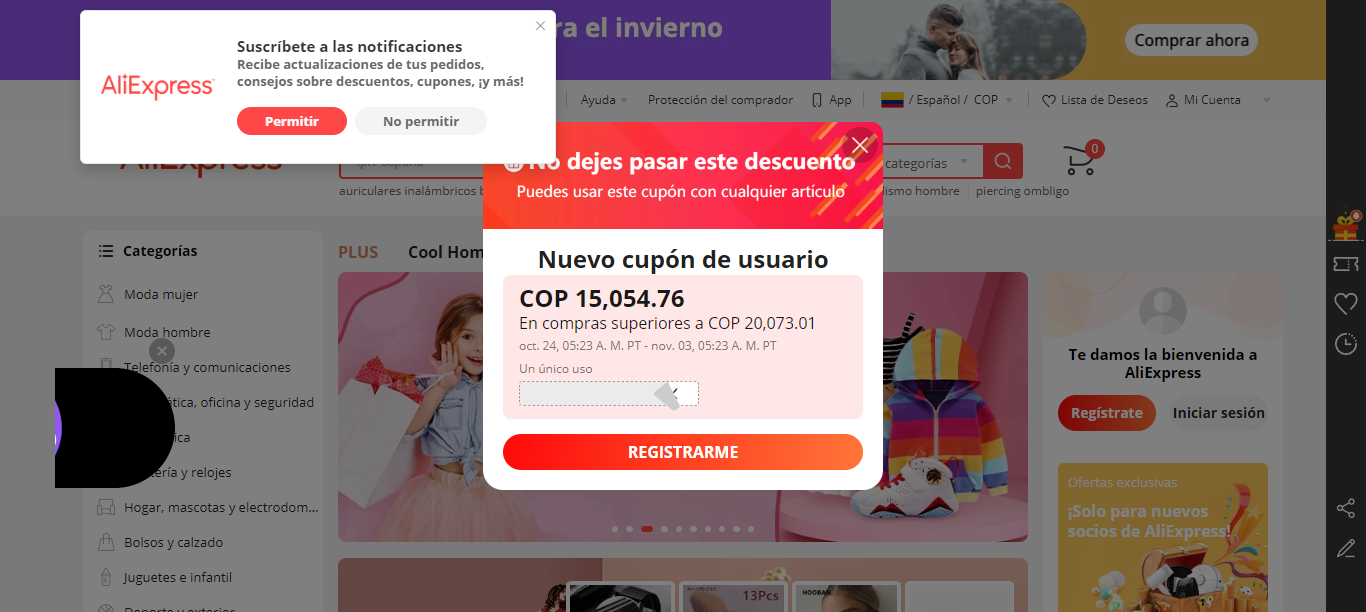 ra el invierno
Comprar ahora
AliExpress
Suscríbete a las notificaciones
Recibe actualizaciones de tus pedidos,
consejos sobre descuentos, cupones, ¡y más!
Permitir
No permitir
Ayuda
Protección del comprador
App
/ Español / COP
Lista de Deseos
Mi Cuenta
AliExpress
categorías
0
auriculares inalámbricos b
lismo hombre
piercing ombligo
No dejes pasar este descuento
Puedes usar este cupón con cualquier artículo
Nuevo cupón de usuario
COP 15,054.76
En compras superiores a COP 20,073.01
oct. 24, 05:23 A. M. PT - nov. 03, 05:23 A. M. PT
Un único uso
REGISTRARME
Categorías
Moda mujer
Moda hombre
Telefonía y comunicaciones
ática, oficina y seguridad
ica
tería y relojes
Hogar, mascotas y electrodom...
Bolsos y calzado
Juguetes e infantil
Deporte y exterior
PLUS
Cool Hom
13Pcs
HOOBAN
Te damos la bienvenida a
AliExpress
Regístrate
Iniciar sesión
Ofertas exclusivas
¡Solo para nuevos
socios de AliExpress!